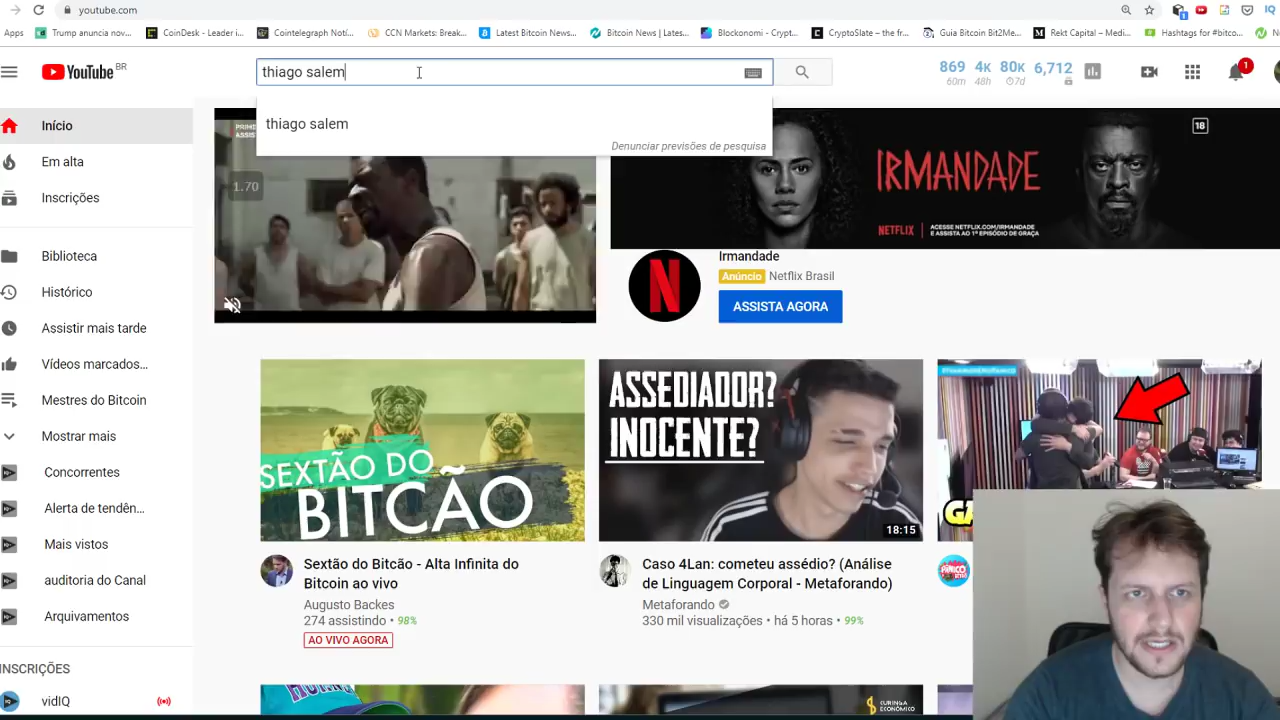 youtube.com
Apps
Trump anuncia nov...
CoinDesk - Leader i...
Cointelegraph Notí...
CCN Markets: Break...
Latest Bitcoin News...
Bitcoin News | Lates...
Blockonomi - Crypt...
CryptoSlate – the fr...
Guia Bitcoin Bit2Me...
Rekt Capital – Medi...
Hashtags for #bitco...
YouTube BR
thiago salem
869
60m
4K
48h
80K
7d
6,712
1
thiago salem
Denunciar previsões de pesquisa
Início
Em alta
Inscrições
Biblioteca
Histórico
Assistir mais tarde
Vídeos marcados...
Mestres do Bitcoin
Mostrar mais
Concorrentes
Alerta de tendên...
Mais vistos
auditoria do Canal
Arquivamentos
INSCRIÇÕES
vidIQ
1.70
IRMANDADE
18
NETFLIX
ACESSE NETFLIX.COM/IRMANDADE
E ASSISTA AO 1º EPISÓDIO DE GRAÇA
Irmandade
Anúncio Netflix Brasil
ASSISTA AGORA
SEXTÃO DO
BITCÃO
Sextão do Bitcão - Alta Infinita do
Bitcoin ao vivo
Augusto Backes
274 assistindo • 98%
AO VIVO AGORA
ASSEDIADOR?
INOCENTE?
18:15
Caso 4Lan: cometeu assédio? (Análise
de Linguagem Corporal - Metaforando)
Metaforando
330 mil visualizações • há 5 horas • 99%
CURINGA
ECONÔMICO